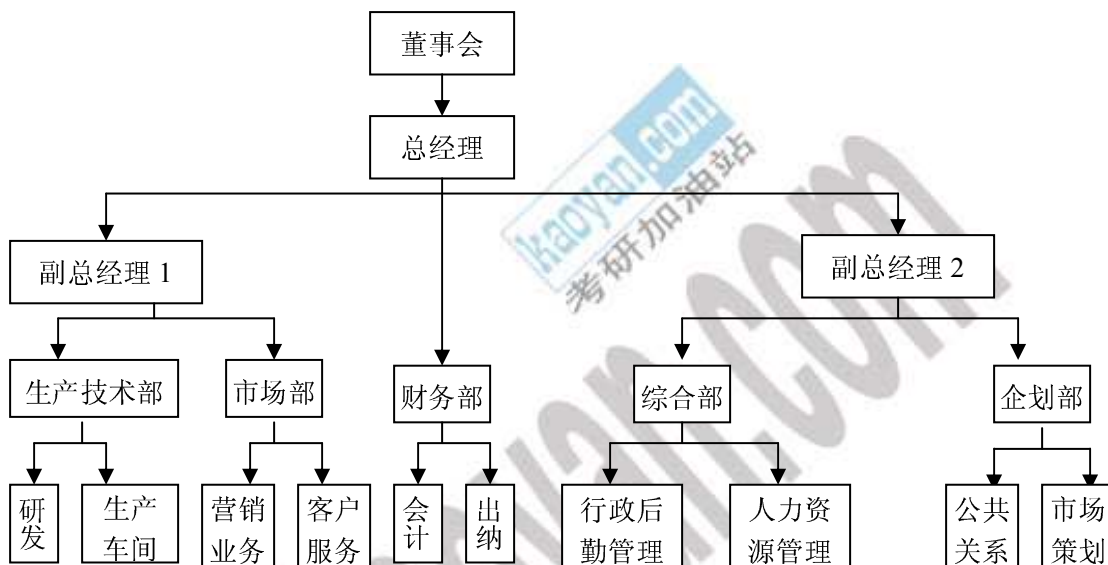 董事会
总经理
kaoyan.com
考研加油站
副总经理 1
副总经理 2
生产技术部
市场部
财务部
综合部
企划部
研发
生产
车间
营销
业务
客户
服务
会计
出纳
行政后
勤管理
人力资
源管理
公共
关系
市场
策划